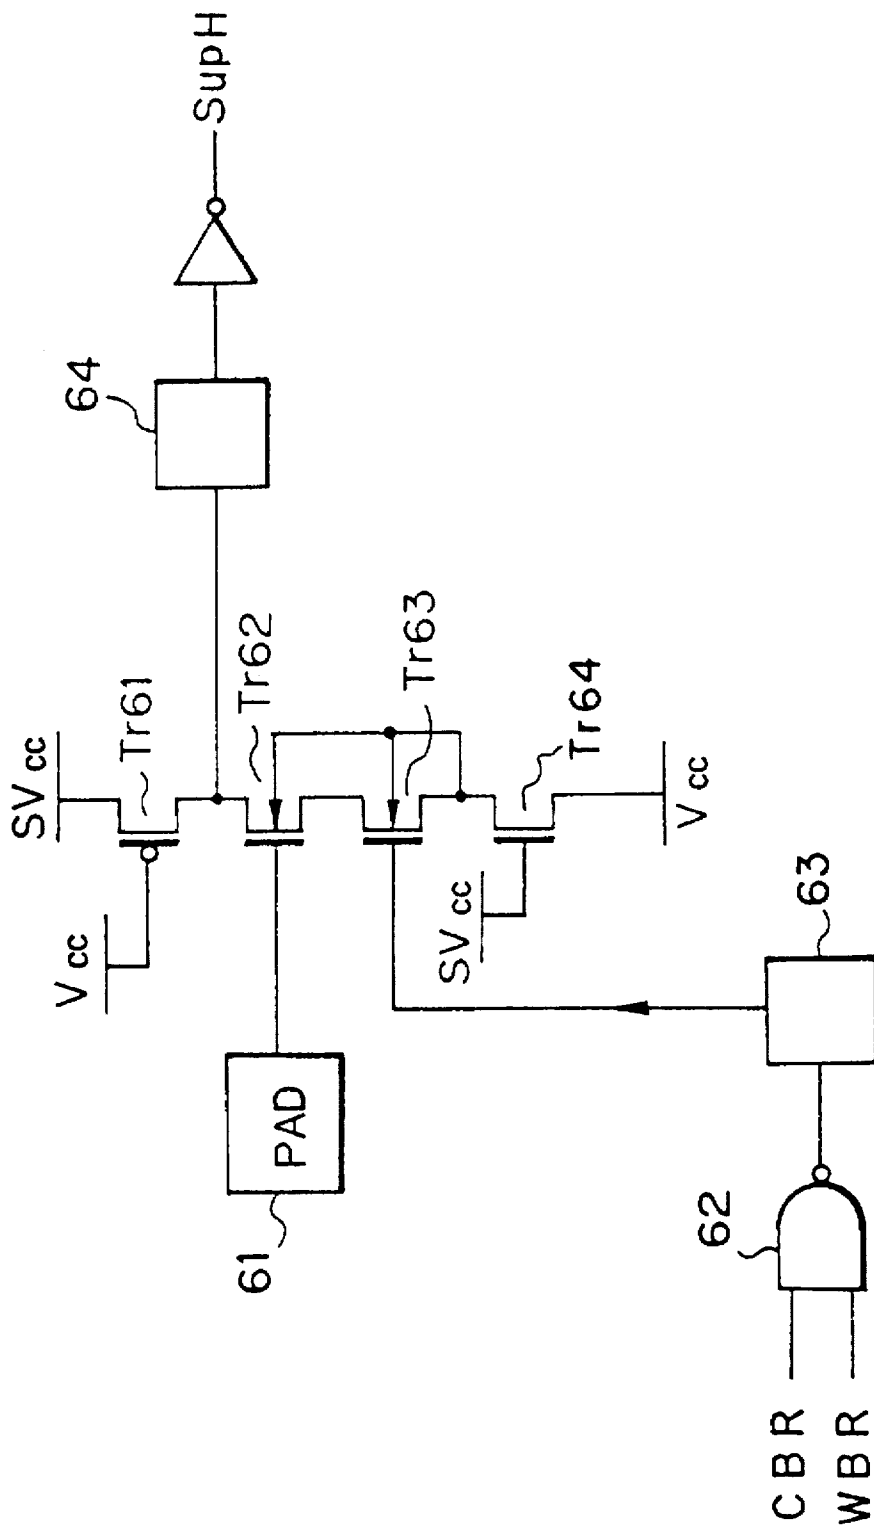 SupH
64
SVcc
Tr61
Tr62
Tr63
Tr64
Vcc
Vcc
SVcc
PAD
61
63
62
CBR
WBR